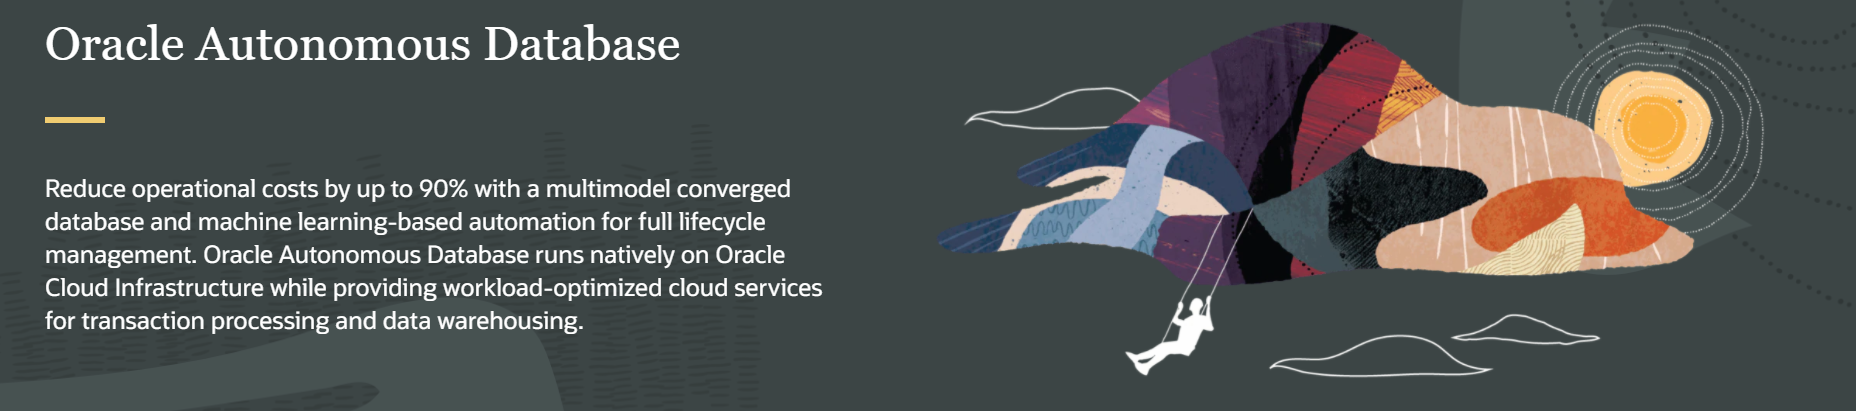 Oracle Autonomous Database
Reduce operational costs by up to 90% with a multimodel converged
database and machine learning-based automation for full lifecycle
management. Oracle Autonomous Database runs natively on Oracle
Cloud Infrastructure while providing workload-optimized cloud services
for transaction processing and data warehousing.